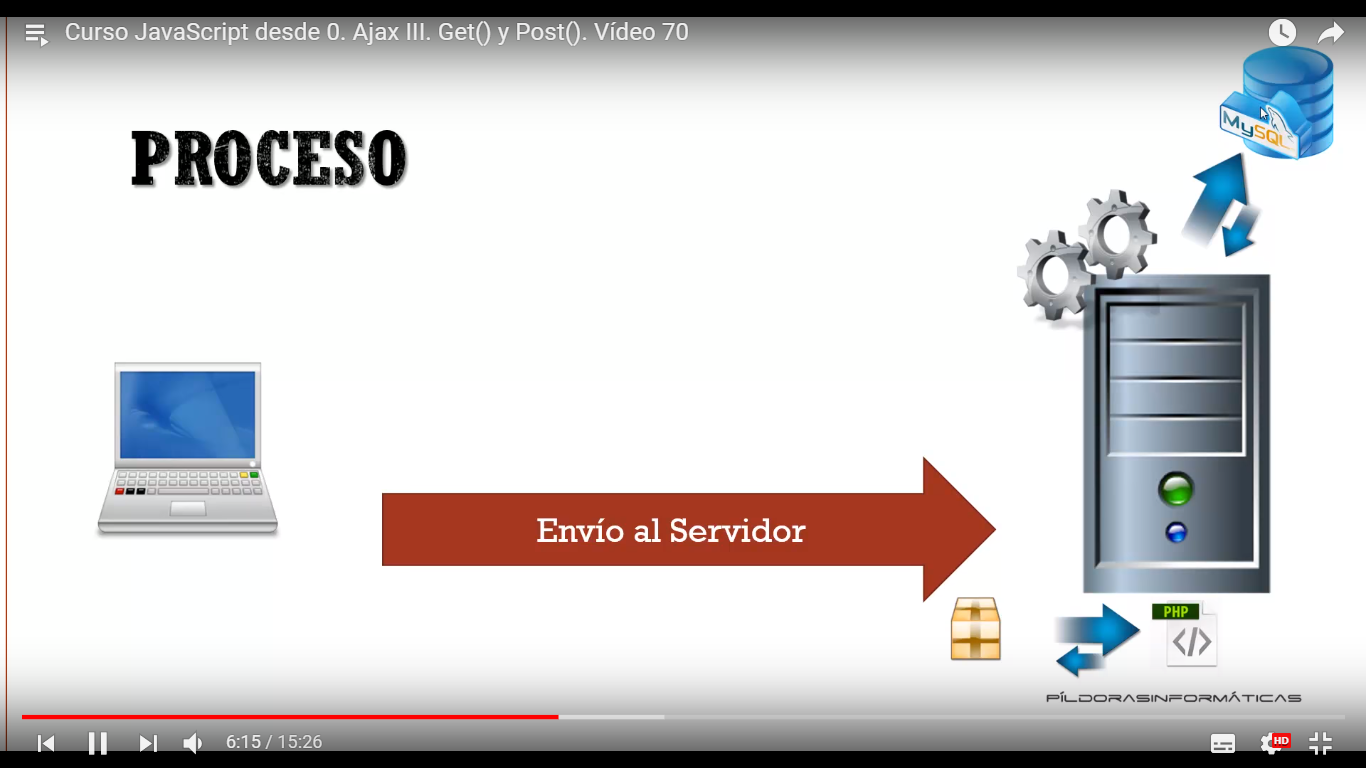 Curso JavaScript desde 0. Ajax III. Get() y Post(). Vídeo 70
MySQL
PROCESO
Envío al Servidor
PHP
</>
PÍLDORASINFORMÁTICAS
6:15 / 15:26
HD